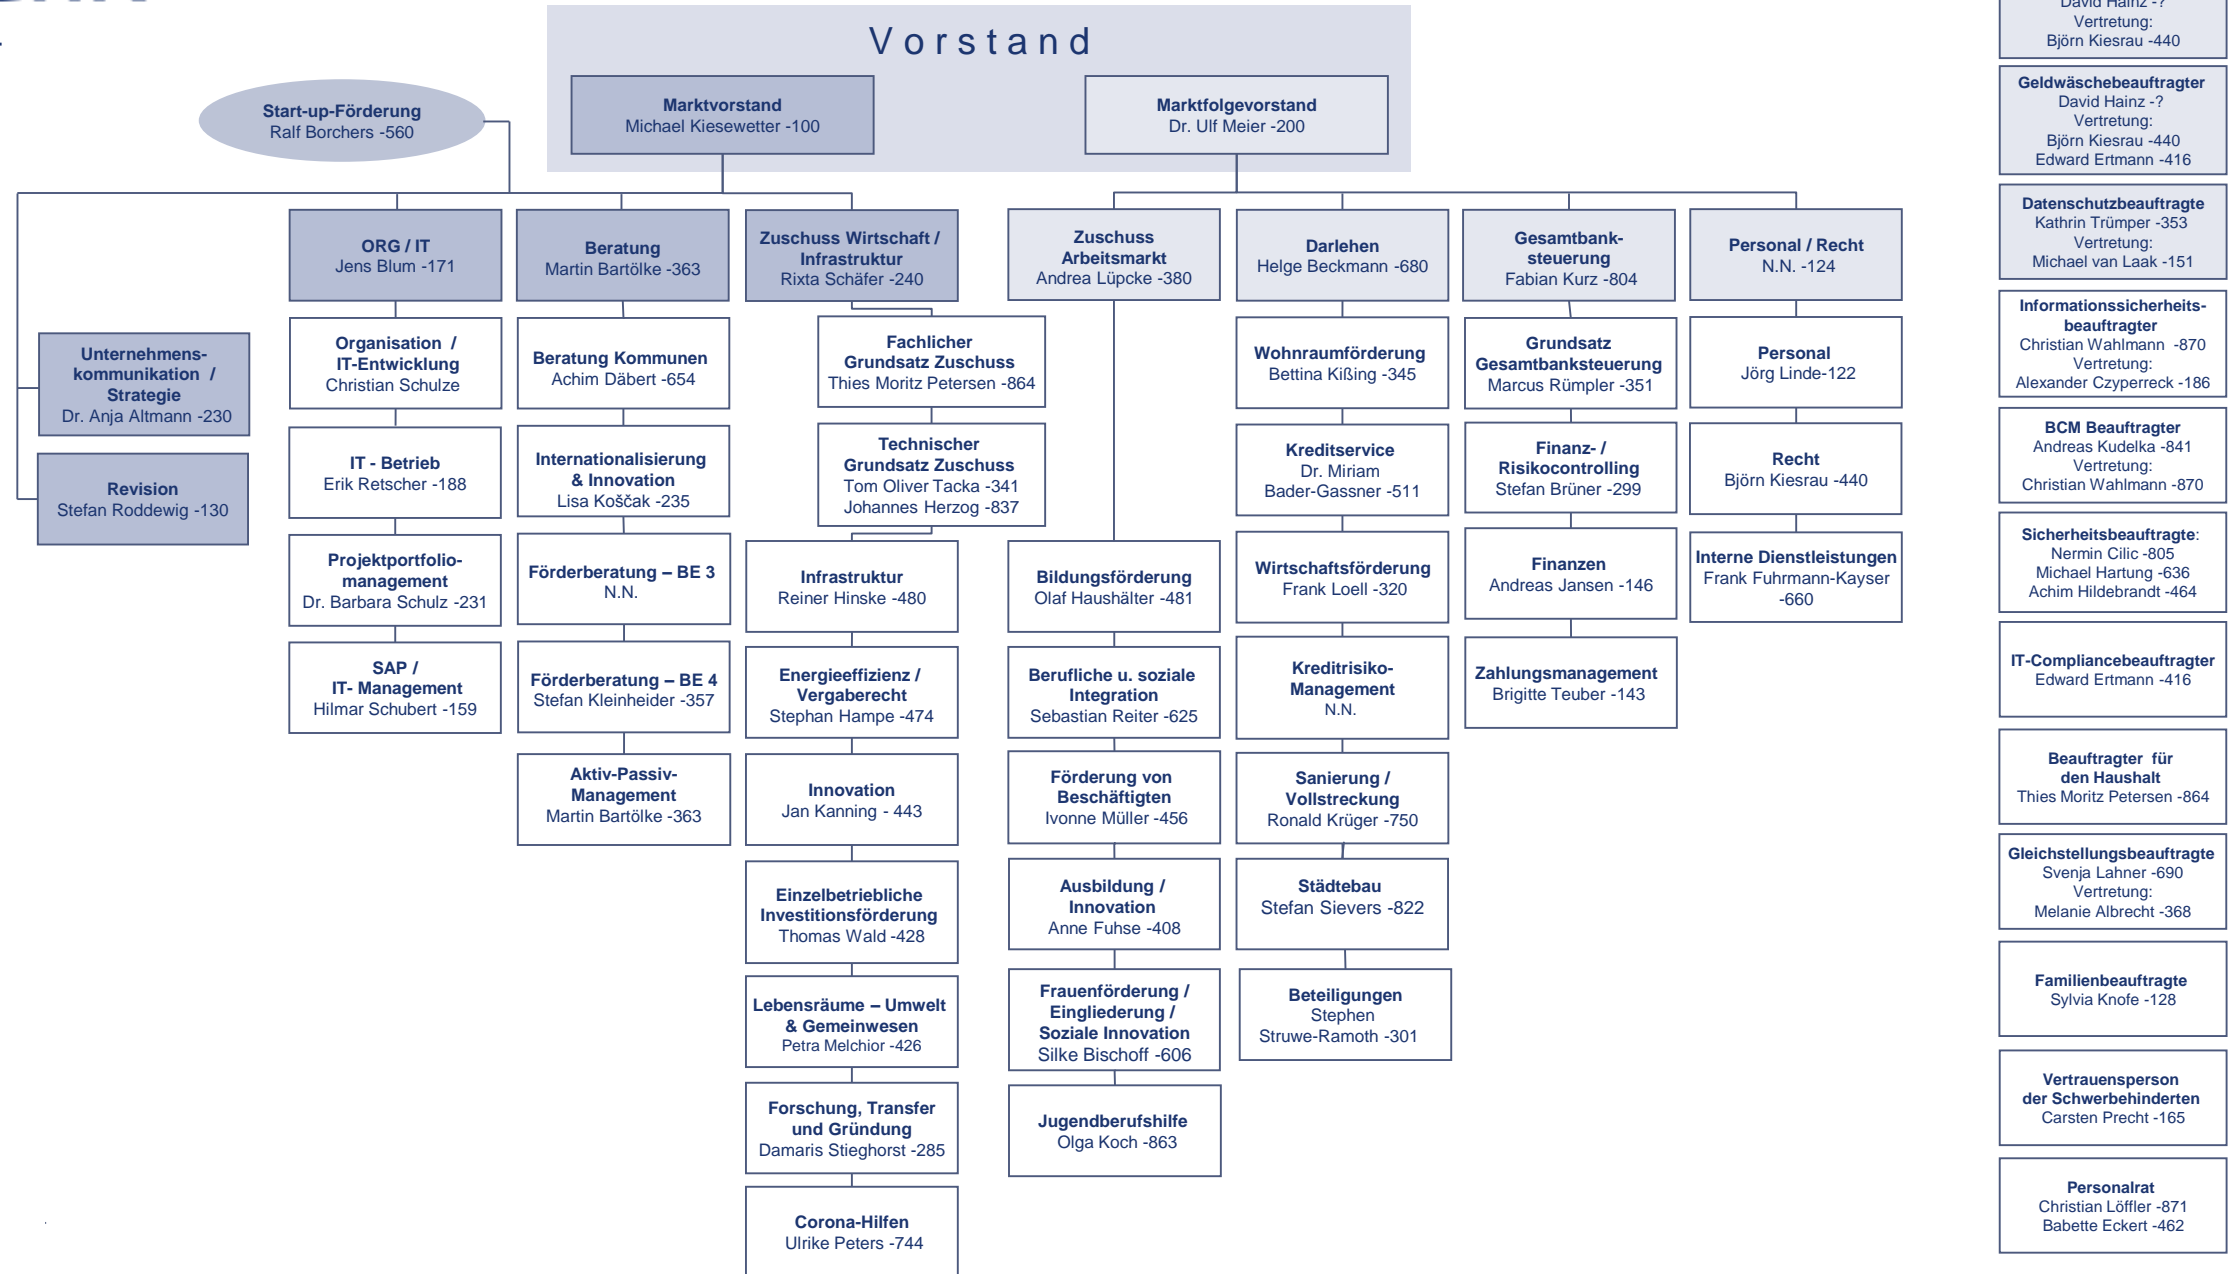 Vorstand
Start-up-Förderung
Ralf Borchers -560
Marktvorstand
Michael Kiesewetter -100
Marktfolgevorstand
Dr. Ulf Meier -200
Unternehmens-
kommunikation /
Strategie
Dr. Anja Altmann -230
Revision
Stefan Roddewig -130
ORG / IT
Jens Blum -171
Organisation /
IT-Entwicklung
Christian Schulze
IT - Betrieb
Erik Retscher -188
Projektportfolio-
management
Dr. Barbara Schulz -231
SAP /
IT- Management
Hilmar Schubert -159
Beratung
Martin Bartölke -363
Beratung Kommunen
Achim Däbert -654
Internationalisierung
& Innovation
Lisa Koščak -235
Förderberatung – BE 3
N.N.
Förderberatung – BE 4
Stefan Kleinheider -357
Aktiv-Passiv-
Management
Martin Bartölke -363
Zuschuss Wirtschaft /
Infrastruktur
Rixta Schäfer -240
Fachlicher
Grundsatz Zuschuss
Thies Moritz Petersen -864
Technischer
Grundsatz Zuschuss
Tom Oliver Tacka -341
Johannes Herzog -837
Infrastruktur
Reiner Hinske -480
Energieeffizienz /
Vergaberecht
Stephan Hampe -474
Innovation
Jan Kanning - 443
Einzelbetriebliche
Investitionsförderung
Thomas Wald -428
Lebensräume – Umwelt
& Gemeinwesen
Petra Melchior -426
Forschung, Transfer
und Gründung
Damaris Stieghorst -285
Corona-Hilfen
Ulrike Peters -744
Zuschuss
Arbeitsmarkt
Andrea Lüpcke -380
Bildungsförderung
Olaf Haushälter -481
Berufliche u. soziale
Integration
Sebastian Reiter -625
Förderung von
Beschäftigten
Ivonne Müller -456
Ausbildung /
Innovation
Anne Fuhse -408
Frauenförderung /
Eingliederung /
Soziale Innovation
Silke Bischoff -606
Jugendberufshilfe
Olga Koch -863
Darlehen
Helge Beckmann -680
Wohnraumförderung
Bettina Kißing -345
Kreditservice
Dr. Miriam
Bader-Gassner -511
Wirtschaftsförderung
Frank Loell -320
Kreditrisiko-
Management
N.N.
Sanierung /
Vollstreckung
Ronald Krüger -750
Städtebau
Stefan Sievers -822
Beteiligungen
Stephen
Struwe-Ramoth -301
Gesamtbank-
steuerung
Fabian Kurz -804
Grundsatz
Gesamtbanksteuerung
Marcus Rümpler -351
Finanz- /
Risikocontrolling
Stefan Brüner -299
Finanzen
Andreas Jansen -146
Zahlungsmanagement
Brigitte Teuber -143
Personal / Recht
N.N. -124
Personal
Jörg Linde-122
Recht
Björn Kiesrau -440
Interne Dienstleistungen
Frank Fuhrmann-Kayser
-660
David Hainz -?
Vertretung:
Björn Kiesrau -440
Geldwäschebeauftragter
David Hainz -?
Vertretung:
Björn Kiesrau -440
Edward Ertmann -416
Datenschutzbeauftragte
Kathrin Trümper -353
Vertretung:
Michael van Laak -151
Informationssicherheits-
beauftragter
Christian Wahlmann -870
Vertretung:
Alexander Czyperreck -186
BCM Beauftragter
Andreas Kudelka -841
Vertretung:
Christian Wahlmann -870
Sicherheitsbeauftragte:
Nermin Cilic -805
Michael Hartung -636
Achim Hildebrandt -464
IT-Compliancebeauftragter
Edward Ertmann -416
Beauftragter für
den Haushalt
Thies Moritz Petersen -864
Gleichstellungsbeauftragte
Svenja Lahner -690
Vertretung:
Melanie Albrecht -368
Familienbeauftragte
Sylvia Knofe -128
Vertrauensperson
der Schwerbehinderten
Carsten Precht -165
Personalrat
Christian Löffler -871
Babette Eckert -462